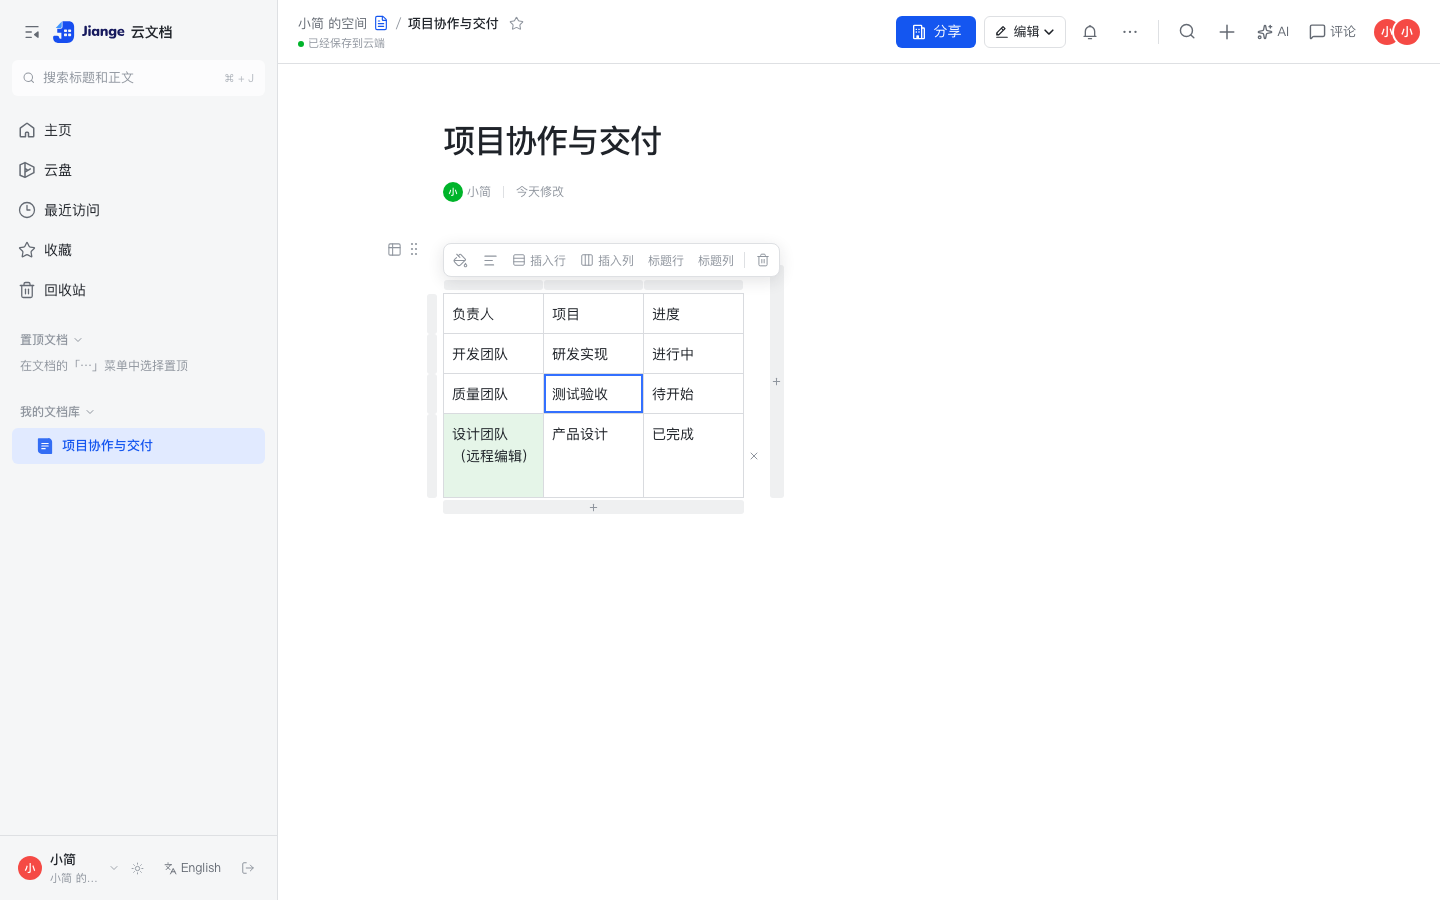 Jiange 云文档
搜索标题和正文 ⌘ + J
主页
云盘
最近访问
收藏
回收站
置顶文档
在文档的「···」菜单中选择置顶
我的文档库
项目协作与交付
小简
小简 的...
English
小简 的空间 / 项目协作与交付
已经保存到云端
分享
编辑
AI
评论
小
小
项目协作与交付
小 小简 今天修改
插入行 插入列 标题行 标题列
负责人 项目 进度
开发团队 研发实现 进行中
质量团队 测试验收 待开始
设计团队 产品设计 已完成
（远程编辑）
小